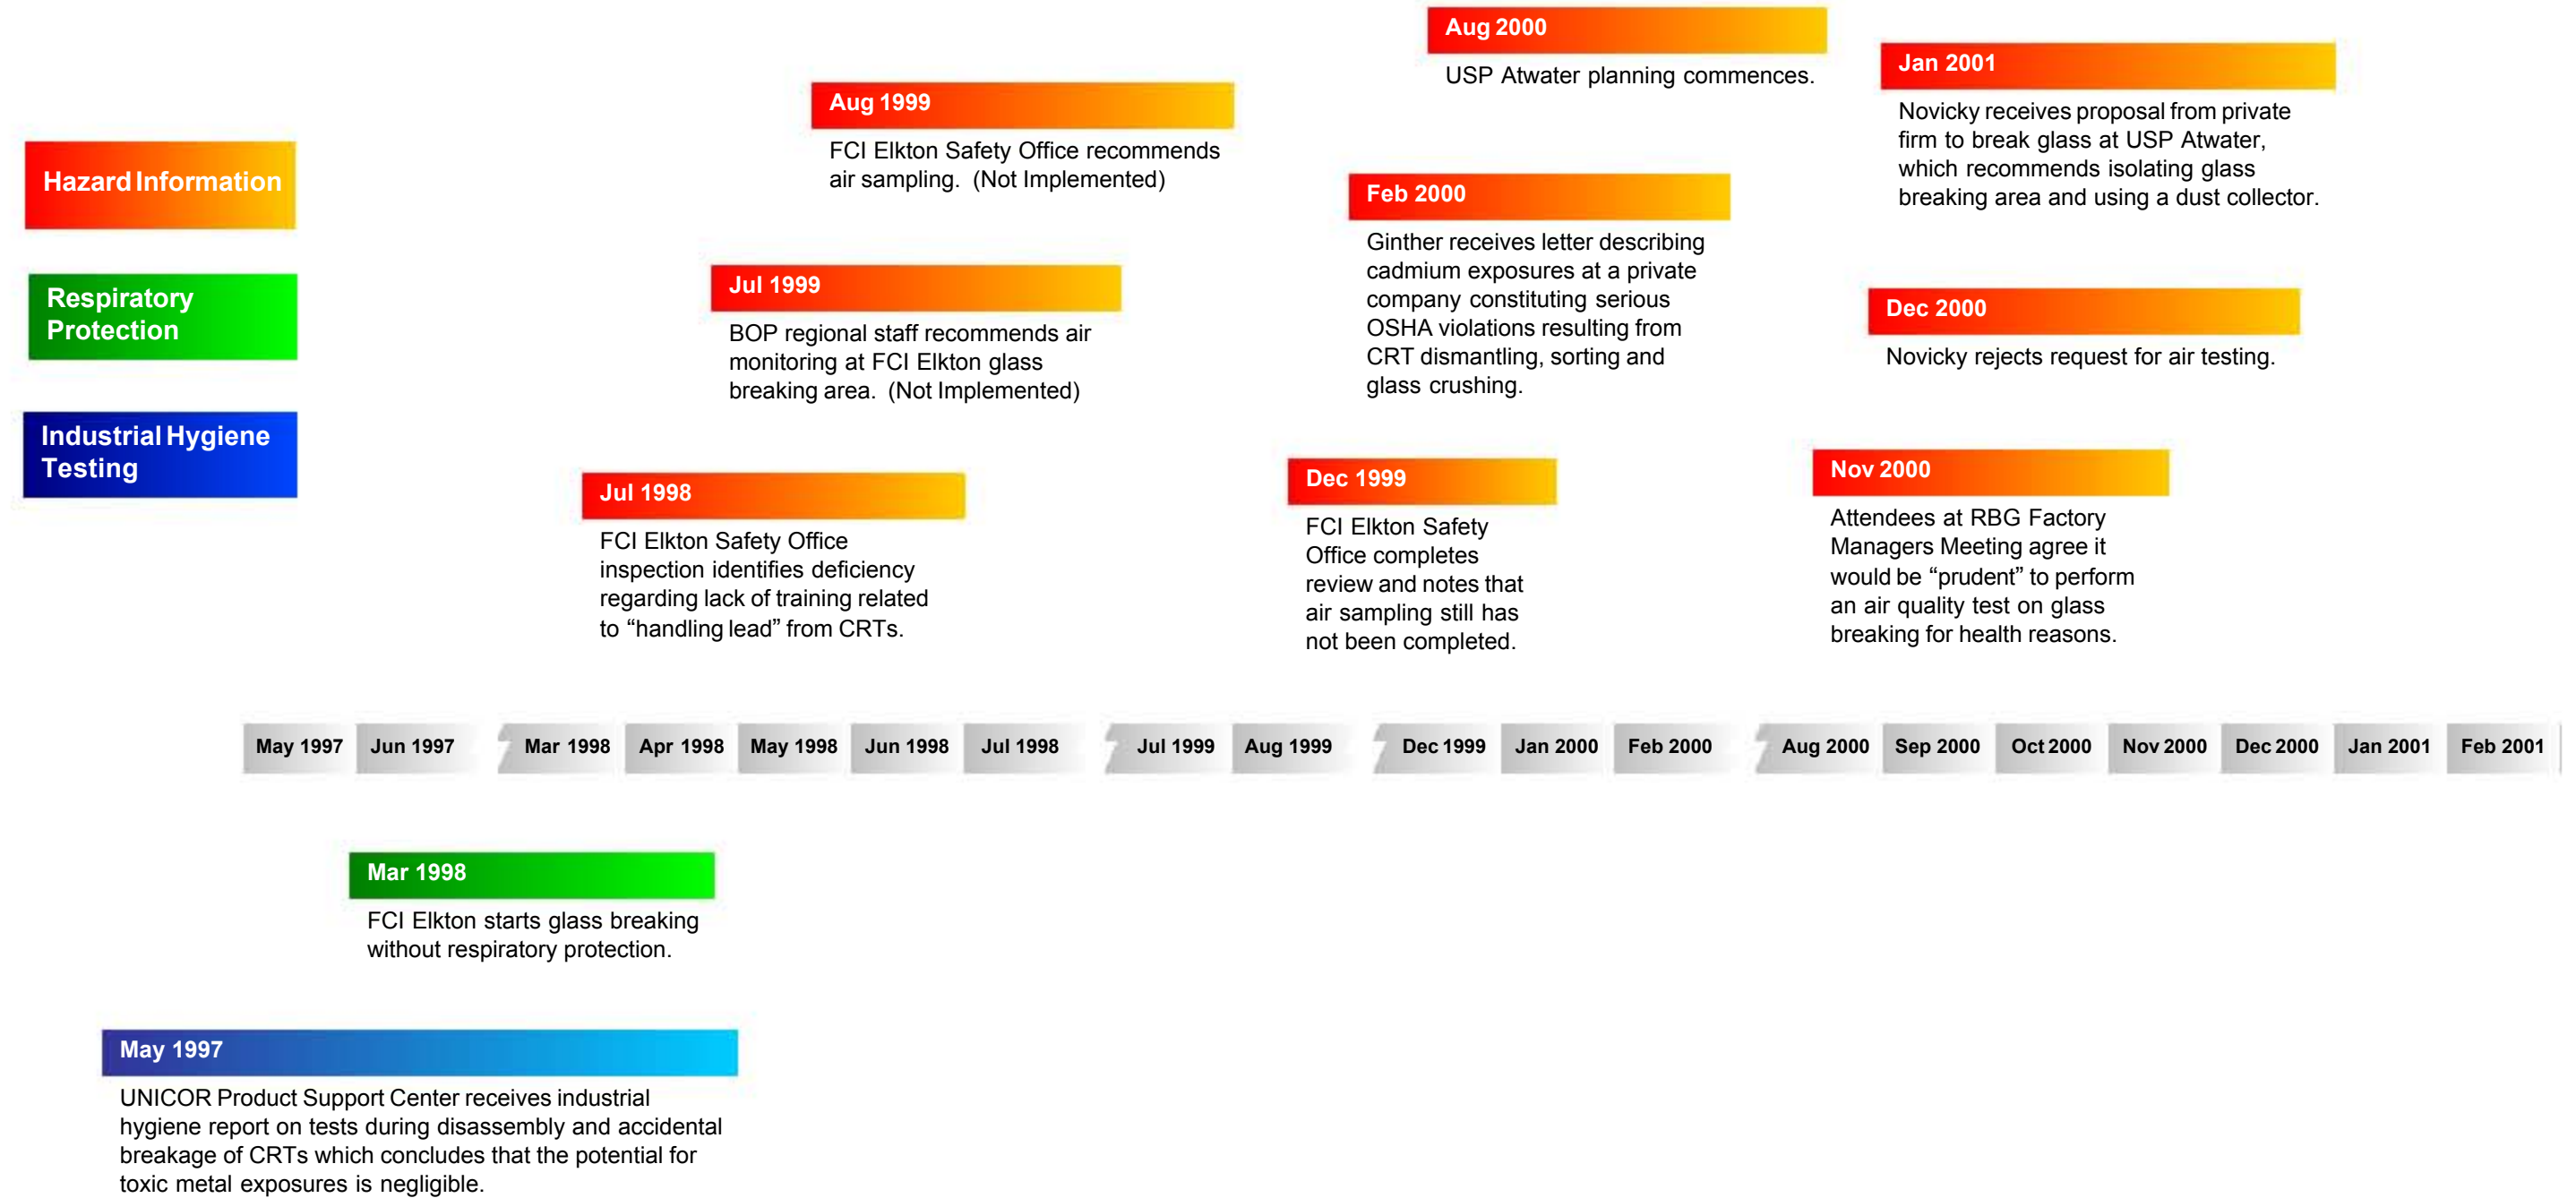 Hazard Information
Respiratory
Protection
Industrial Hygiene
Testing
Jul 1998
FCI Elkton Safety Office
inspection identifies deficiency
regarding lack of training related
to “handling lead” from CRTs.
Jul 1999
BOP regional staff recommends air
monitoring at FCI Elkton glass
breaking area.  (Not Implemented)
Aug 1999
FCI Elkton Safety Office recommends
air sampling.  (Not Implemented)
Dec 1999
FCI Elkton Safety
Office completes
review and notes that
air sampling still has
not been completed.
Feb 2000
Ginther receives letter describing
cadmium exposures at a private
company constituting serious
OSHA violations resulting from
CRT dismantling, sorting and
glass crushing.
Aug 2000
USP Atwater planning commences.
Nov 2000
Attendees at RBG Factory
Managers Meeting agree it
would be “prudent” to perform
an air quality test on glass
breaking for health reasons.
Dec 2000
Novicky rejects request for air testing.
Jan 2001
Novicky receives proposal from private
firm to break glass at USP Atwater,
which recommends isolating glass
breaking area and using a dust collector.
May 1997 Jun 1997 Mar 1998 Apr 1998 May 1998 Jun 1998 Jul 1998 Jul 1999 Aug 1999 Dec 1999 Jan 2000 Feb 2000 Aug 2000 Sep 2000 Oct 2000 Nov 2000 Dec 2000 Jan 2001 Feb 2001
Mar 1998
FCI Elkton starts glass breaking
without respiratory protection.
May 1997
UNICOR Product Support Center receives industrial
hygiene report on tests during disassembly and accidental
breakage of CRTs which concludes that the potential for
toxic metal exposures is negligible.